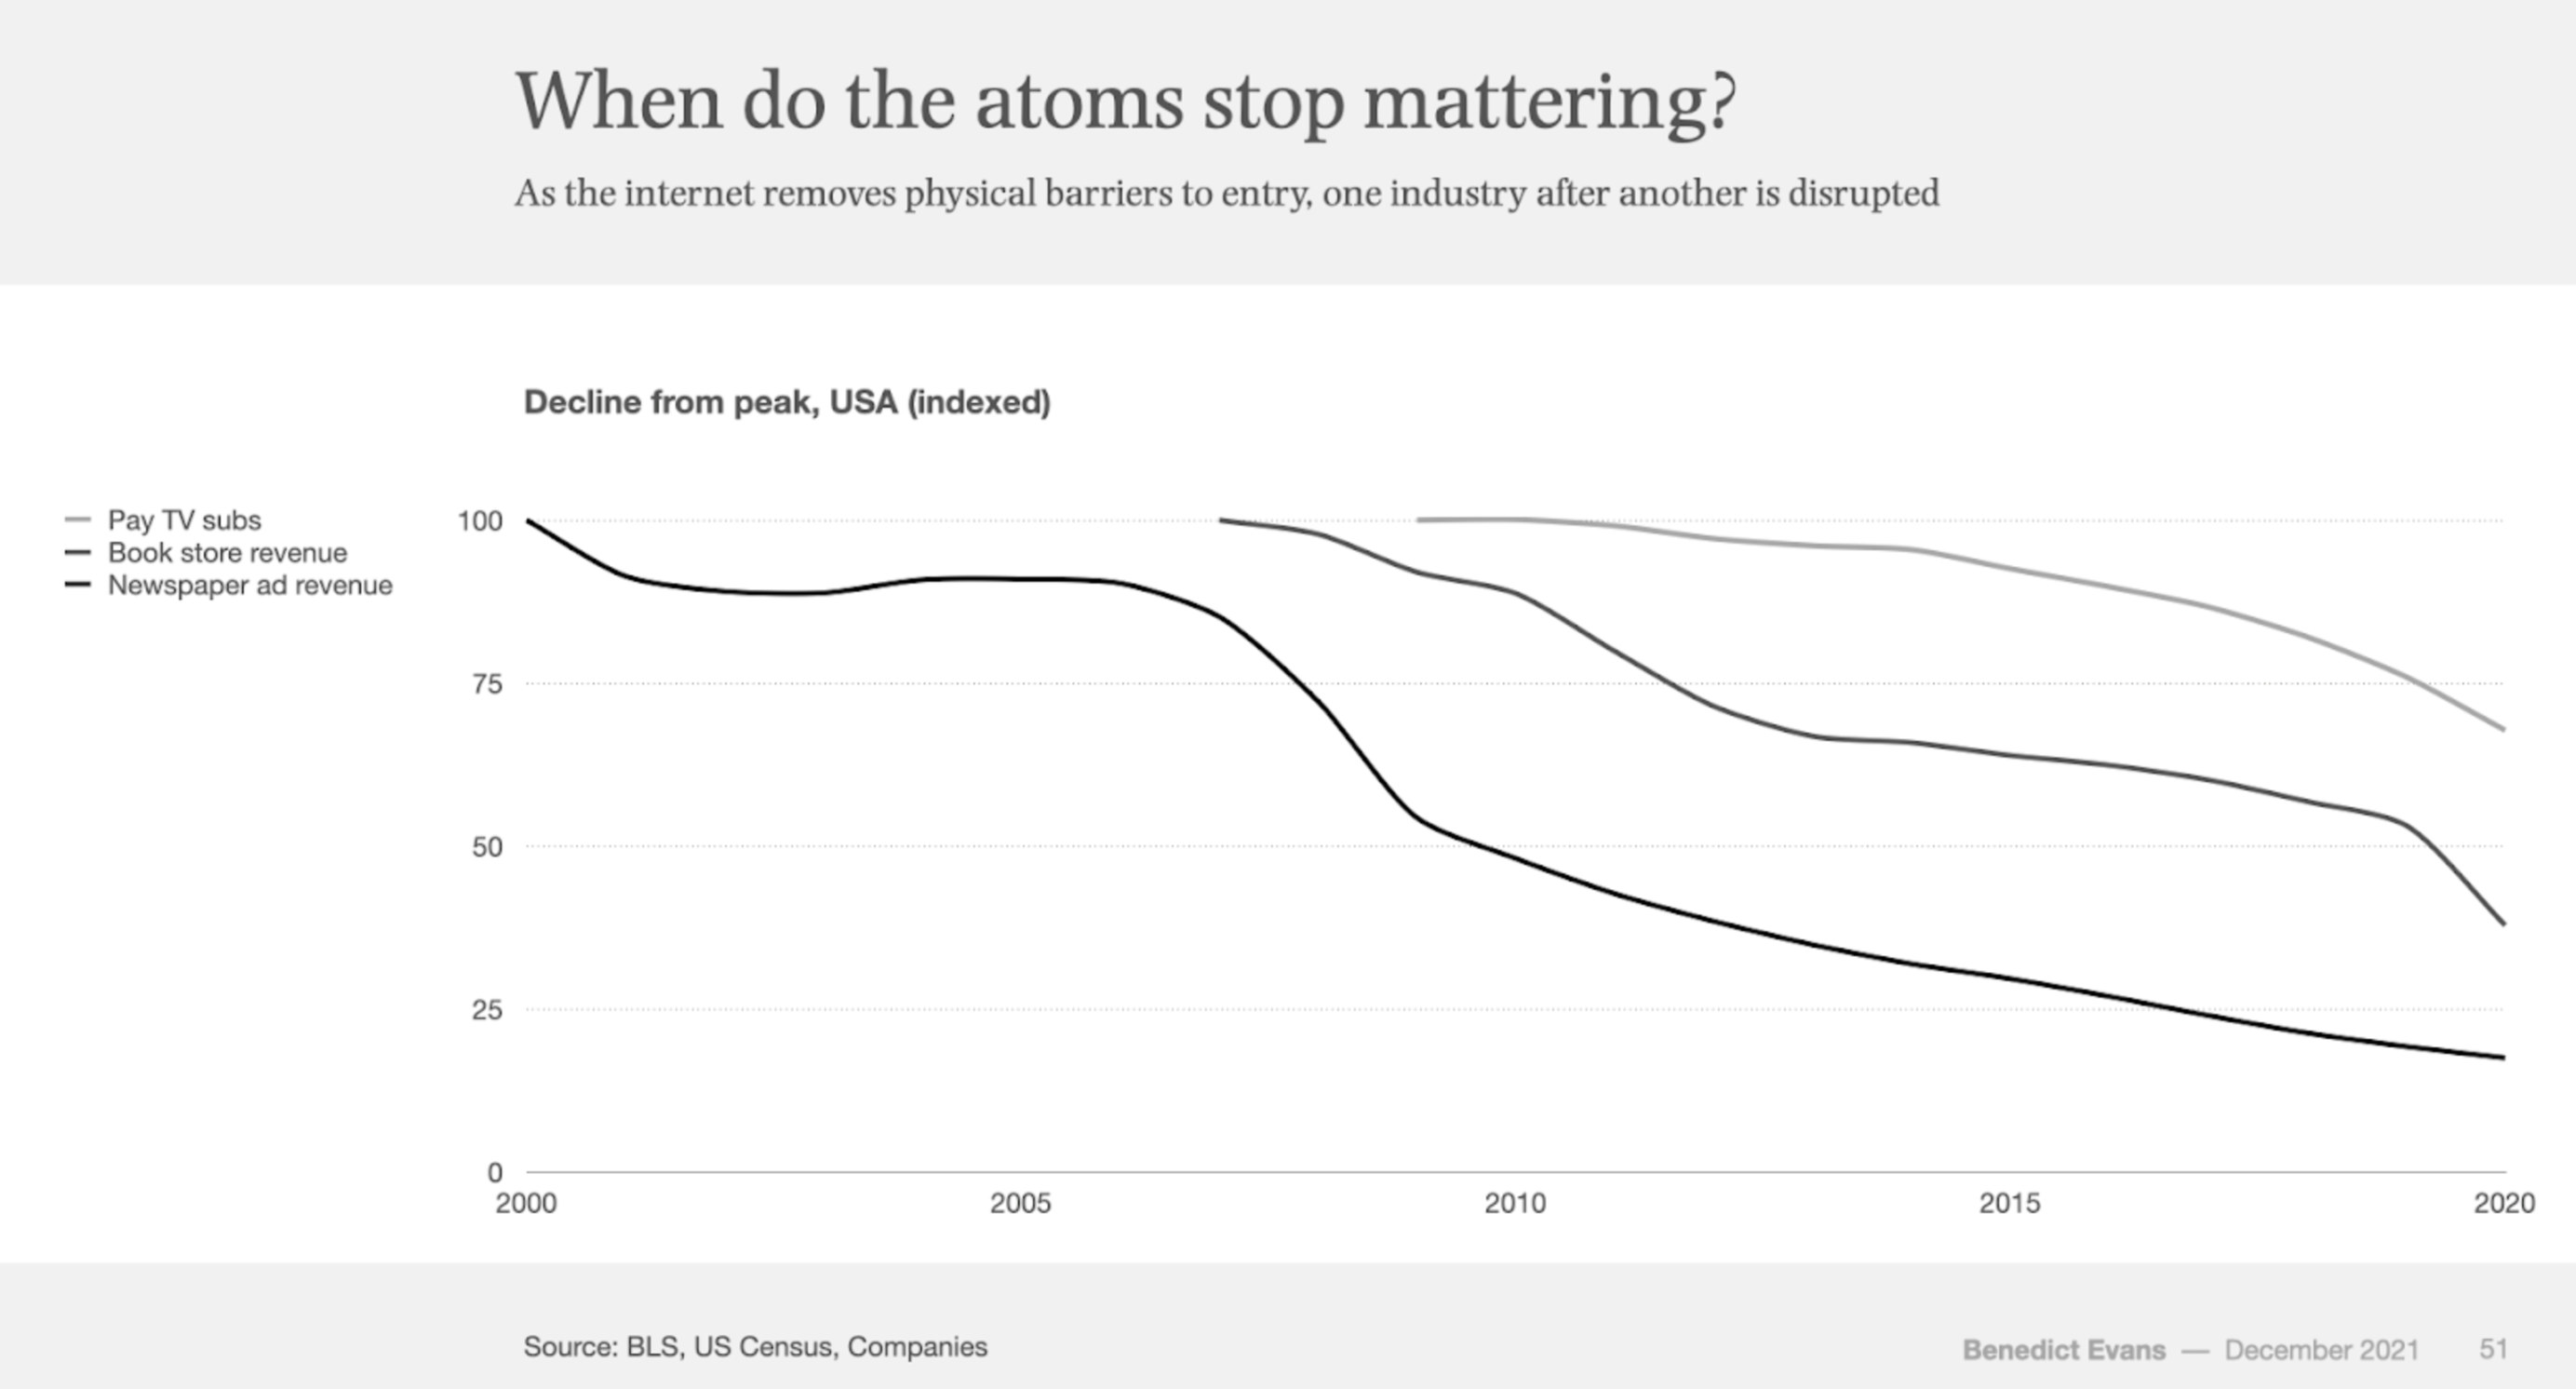 When do the atoms stop mattering?
As the internet removes physical barriers to entry, one industry after another is disrupted
Decline from peak, USA (indexed)
Pay TV subs
Book store revenue
Newspaper ad revenue
100
75
50
25
0
2000 2005 2010 2015 2020
Source: BLS, US Census, Companies
Benedict Evans — December 2021 51